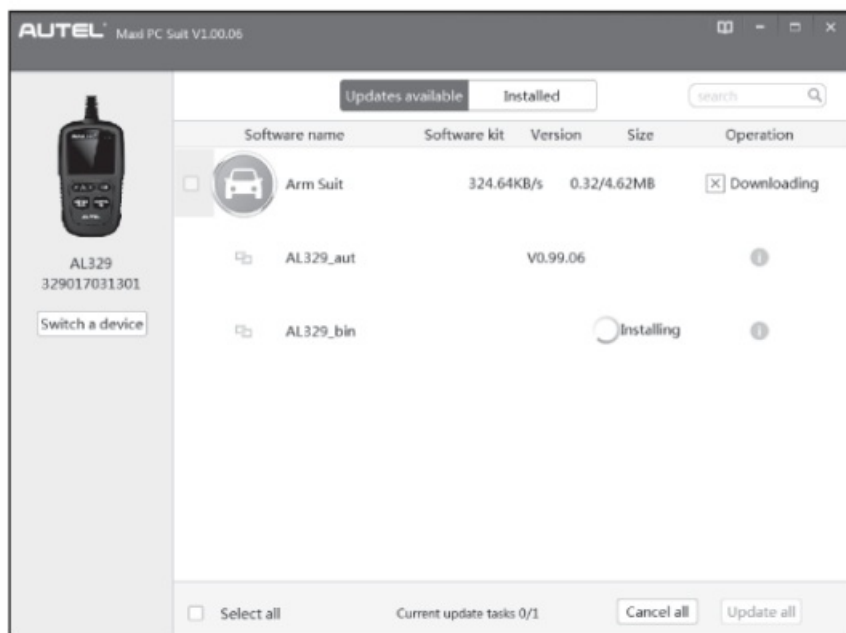 AUTEL Maxi PC Suit V1.00.06
Updates available Installed search
Software name Software kit Version Size Operation
Arm Suit 324.64KB/s 0.32/4.62MB Downloading
AL329_aut V0.99.06
AL329
329017031301
Switch a device
AL329_bin Installing
Select all Current update tasks 0/1 Cancel all Update all